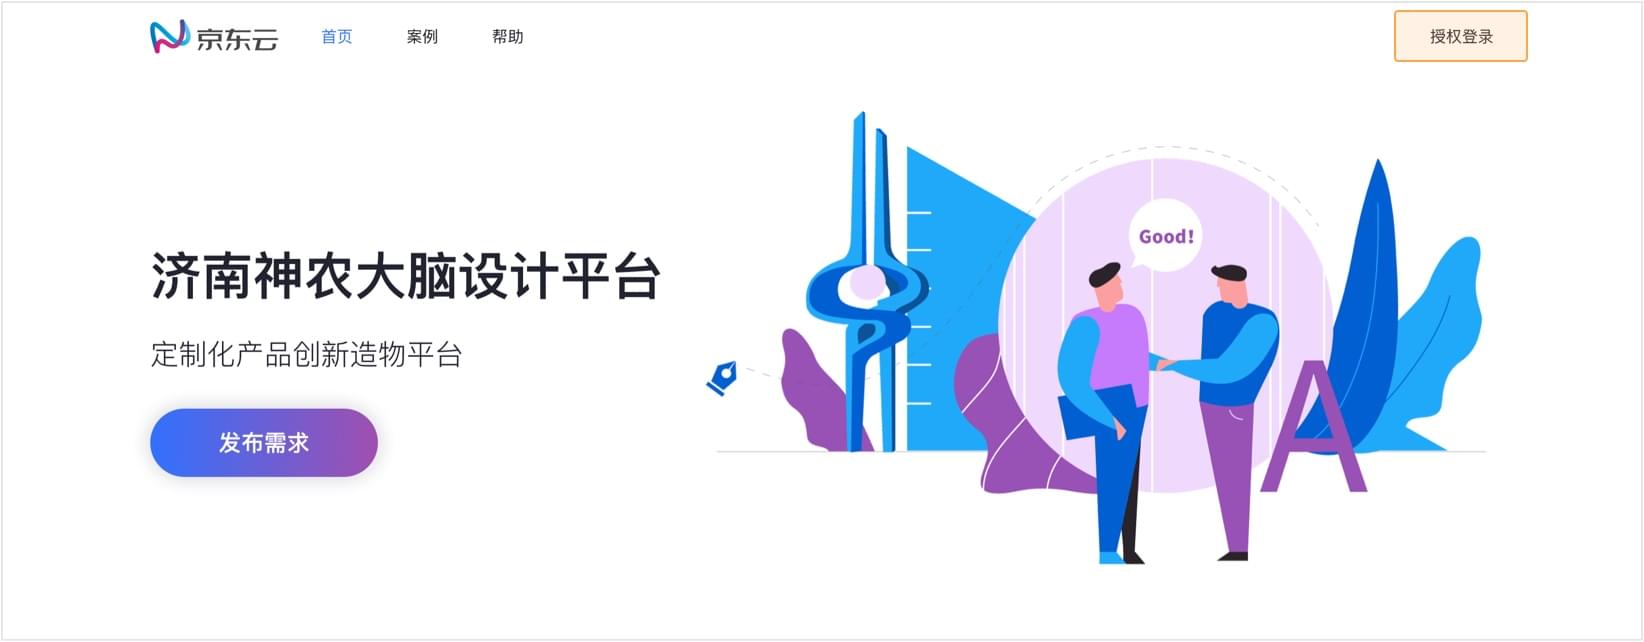 京东云
首页
案例
帮助
授权登录
济南神农大脑设计平台
定制化产品创新造物平台
发布需求
Good!
A